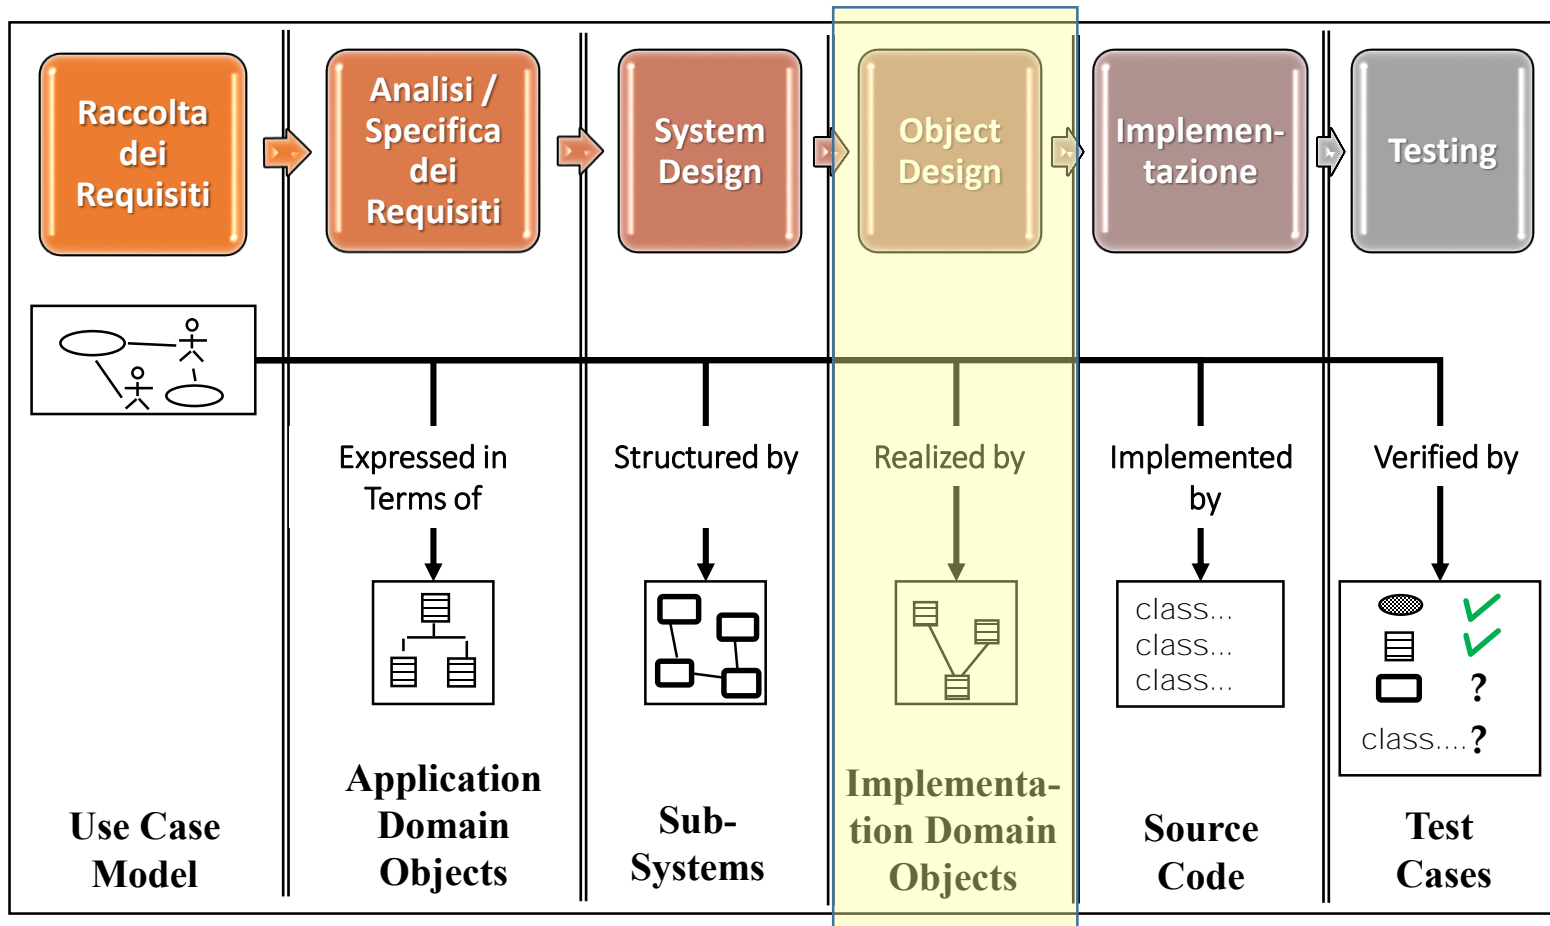 Raccolta
dei
Requisiti
Analisi /
Specifica
dei
Requisiti
System
Design
Object
Design
Implemen-
tazione
Testing
Expressed in
Terms of
Structured by
Realized by
Implemented
by
Verified by
class...
class...
class...
?
class....?
Use Case
Model
Application
Domain
Objects
Sub-
Systems
Implementa-
tion Domain
Objects
Source
Code
Test
Cases